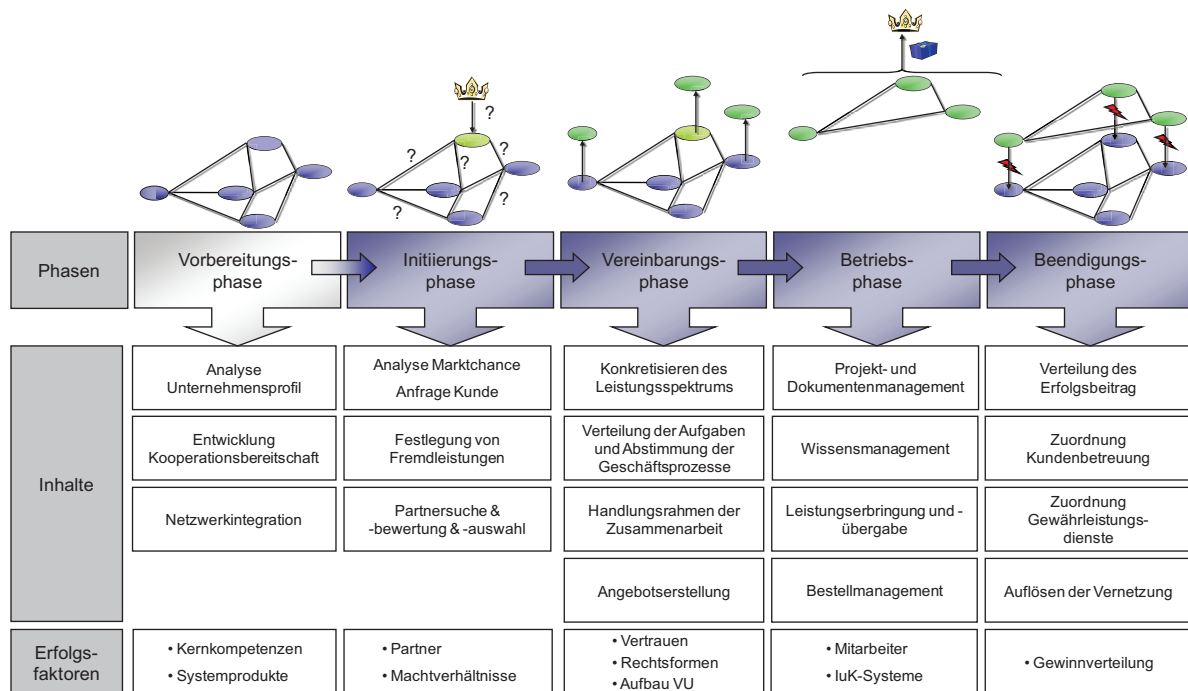 ?
?
?
?
?
?
Phasen
Vorbereitungs-
phase
Initiierungs-
phase
Vereinbarungs-
phase
Betriebs-
phase
Beendigungs-
phase
Inhalte
Analyse
Unternehmensprofil
Analyse Marktchance
Anfrage Kunde
Konkretisieren des
Leistungsspektrums
Projekt- und
Dokumentenmanagement
Verteilung des
Erfolgsbeitrag
Entwicklung
Kooperationsbereitschaft
Festlegung von
Fremdleistungen
Verteilung der Aufgaben
und Abstimmung der
Geschäftsprozesse
Wissensmanagement
Zuordnung
Kundenbetreuung
Netzwerkintegration
Partnersuche &
-bewertung & -auswahl
Handlungsrahmen der
Zusammenarbeit
Leistungserbringung und -
übergabe
Zuordnung
Gewährleistungs-
dienste
Angebotserstellung
Bestellmanagement
Auflösen der Vernetzung
Erfolgs-
faktoren
• Kernkompetenzen
• Systemprodukte
• Partner
• Machtverhältnisse
• Vertrauen
• Rechtsformen
• Aufbau VU
• Mitarbeiter
• IuK-Systeme
• Gewinnverteilung